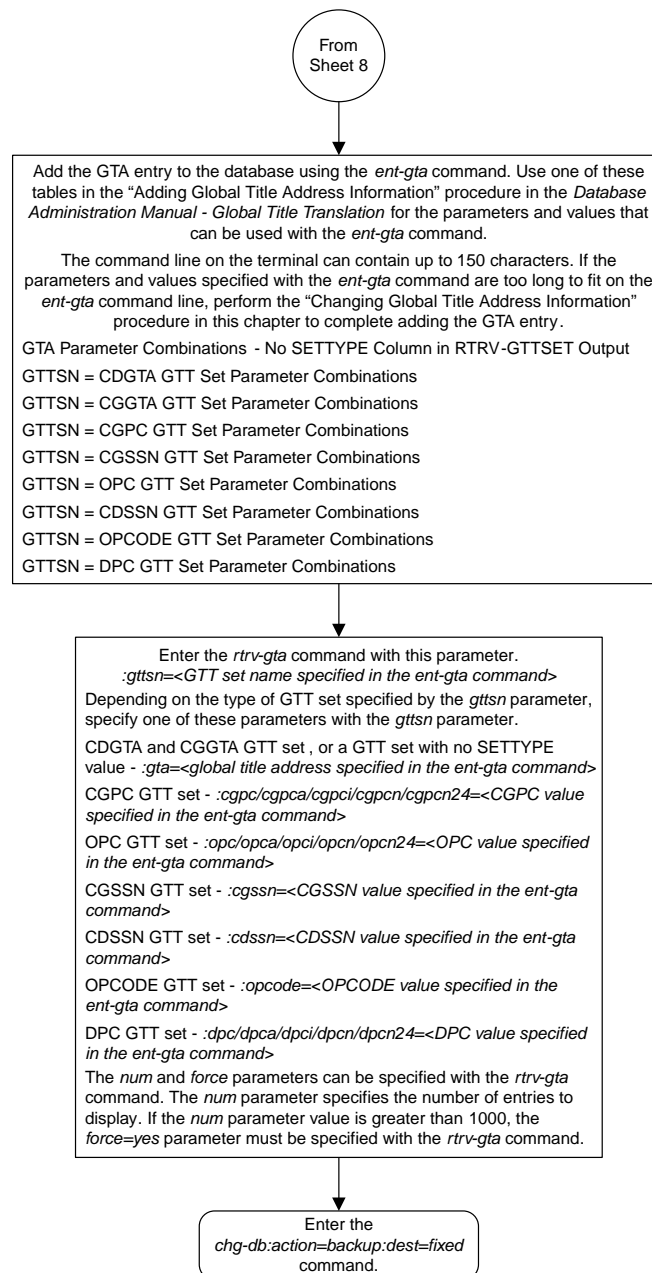 From
Sheet 8
Add the GTA entry to the database using the ent-gta command. Use one of these
tables in the “Adding Global Title Address Information” procedure in the Database
Administration Manual - Global Title Translation for the parameters and values that
can be used with the ent-gta command.
The command line on the terminal can contain up to 150 characters. If the
parameters and values specified with the ent-gta command are too long to fit on the
ent-gta command line, perform the “Changing Global Title Address Information”
procedure in this chapter to complete adding the GTA entry.
GTA Parameter Combinations - No SETTYPE Column in RTRV-GTTSET Output
GTTSN = CDGTA GTT Set Parameter Combinations
GTTSN = CGGTA GTT Set Parameter Combinations
GTTSN = CGPC GTT Set Parameter Combinations
GTTSN = CGSSN GTT Set Parameter Combinations
GTTSN = OPC GTT Set Parameter Combinations
GTTSN = CDSSN GTT Set Parameter Combinations
GTTSN = OPCODE GTT Set Parameter Combinations
GTTSN = DPC GTT Set Parameter Combinations
Enter the rtrv-gta command with this parameter.
:gttsn=<GTT set name specified in the ent-gta command>
Depending on the type of GTT set specified by the gttsn parameter,
specify one of these parameters with the gttsn parameter.
CDGTA and CGGTA GTT set , or a GTT set with no SETTYPE
value - :gta=<global title address specified in the ent-gta command>
CGPC GTT set - :cgpc/cgpca/cgpci/cgpcn/cgpcn24=<CGPC value
specified in the ent-gta command>
OPC GTT set - :opc/opca/opci/opcn/opcn24=<OPC value specified
in the ent-gta command>
CGSSN GTT set - :cgssn=<CGSSN value specified in the ent-gta
command>
CDSSN GTT set - :cdssn=<CDSSN value specified in the ent-gta
command>
OPCODE GTT set - :opcode=<OPCODE value specified in the
ent-gta command>
DPC GTT set - :dpc/dpca/dpci/dpcn/dpcn24=<DPC value specified
in the ent-gta command>
The num and force parameters can be specified with the rtrv-gta
command. The num parameter specifies the number of entries to
display. If the num parameter value is greater than 1000, the
force=yes parameter must be specified with the rtrv-gta command.
Enter the
chg-db:action=backup:dest=fixed
command.